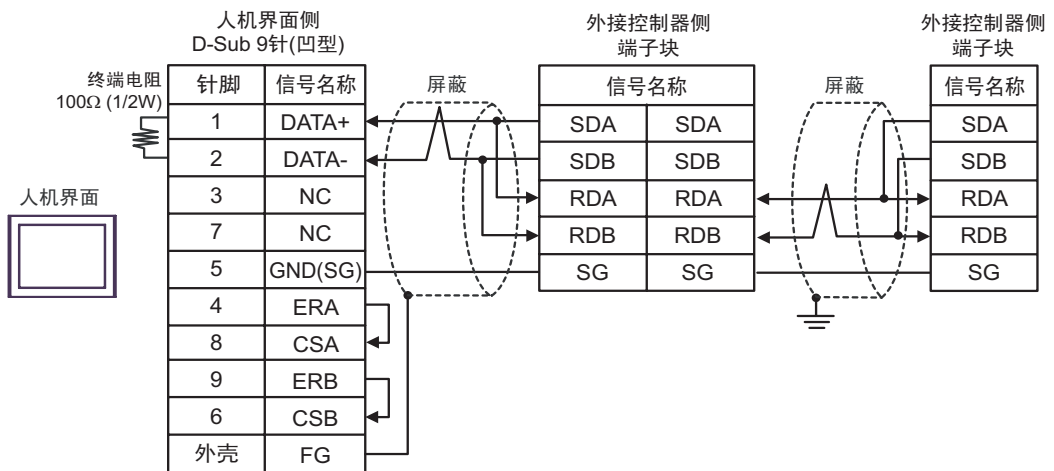 人机界面侧
D-Sub 9针(凹型)
外接控制器侧
端子块
外接控制器侧
端子块
终端电阻
100Ω (1/2W)
针脚 信号名称
屏蔽
信号名称
屏蔽
信号名称
1 DATA+
SDA SDA
SDA
2 DATA-
SDB SDB
SDB
人机界面
3 NC
RDA RDA
RDA
7 NC
RDB RDB
RDB
5 GND(SG)
SG SG
SG
4 ERA
8 CSA
9 ERB
6 CSB
外壳 FG